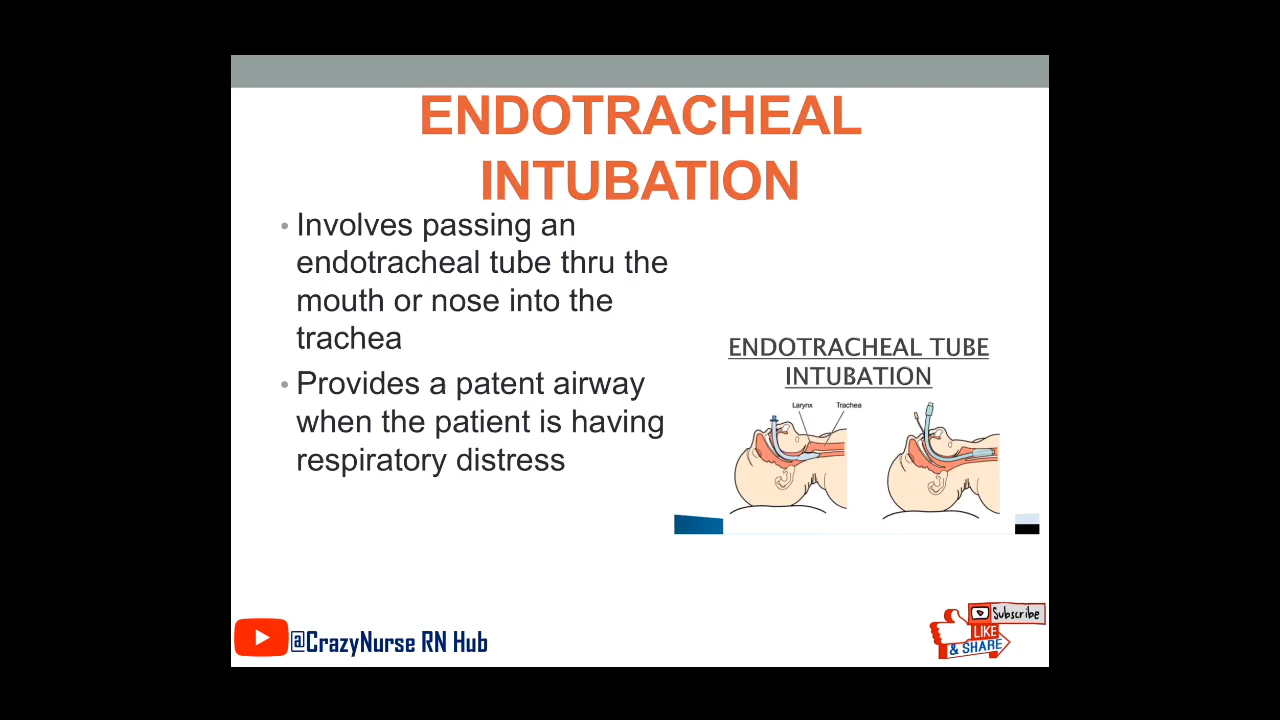 ENDOTRACHEAL
INTUBATION
• Involves passing an
endotracheal tube thru the
mouth or nose into the
trachea
• Provides a patent airway
when the patient is having
respiratory distress
ENDOTRACHEAL TUBE
INTUBATION
Larynx Trachea
@CrazyNurse RN Hub
Subscribe
LIKE
& SHARE